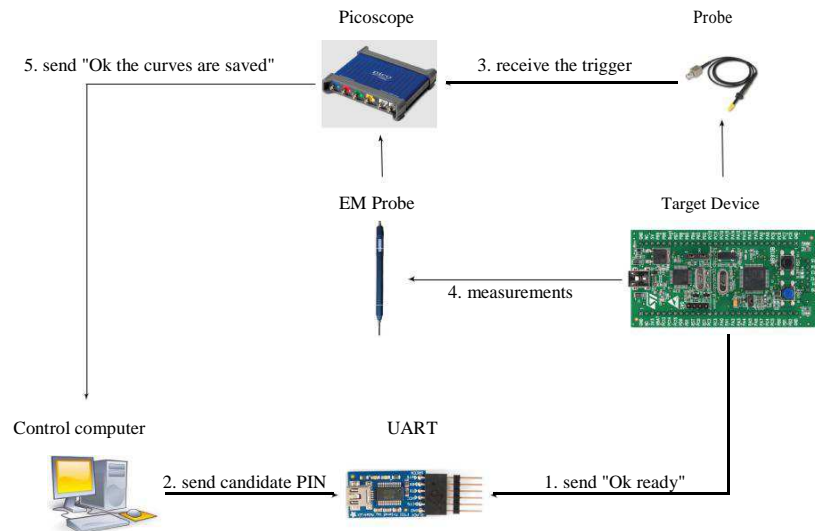 Picoscope
Probe
5. send "Ok the curves are saved"
3. receive the trigger
pico
EM Probe
Target Device
4. measurements
Control computer
UART
2. send candidate PIN
1. send "Ok ready"